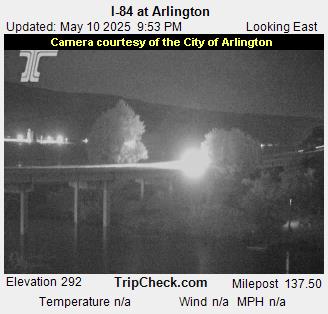 I-84 at Arlington
Updated: May 10 2025 9:53 PM Looking East
Camera courtesy of the City of Arlington
Elevation 292 TripCheck.com Milepost 137.50
Temperature n/a Wind n/a MPH n/a